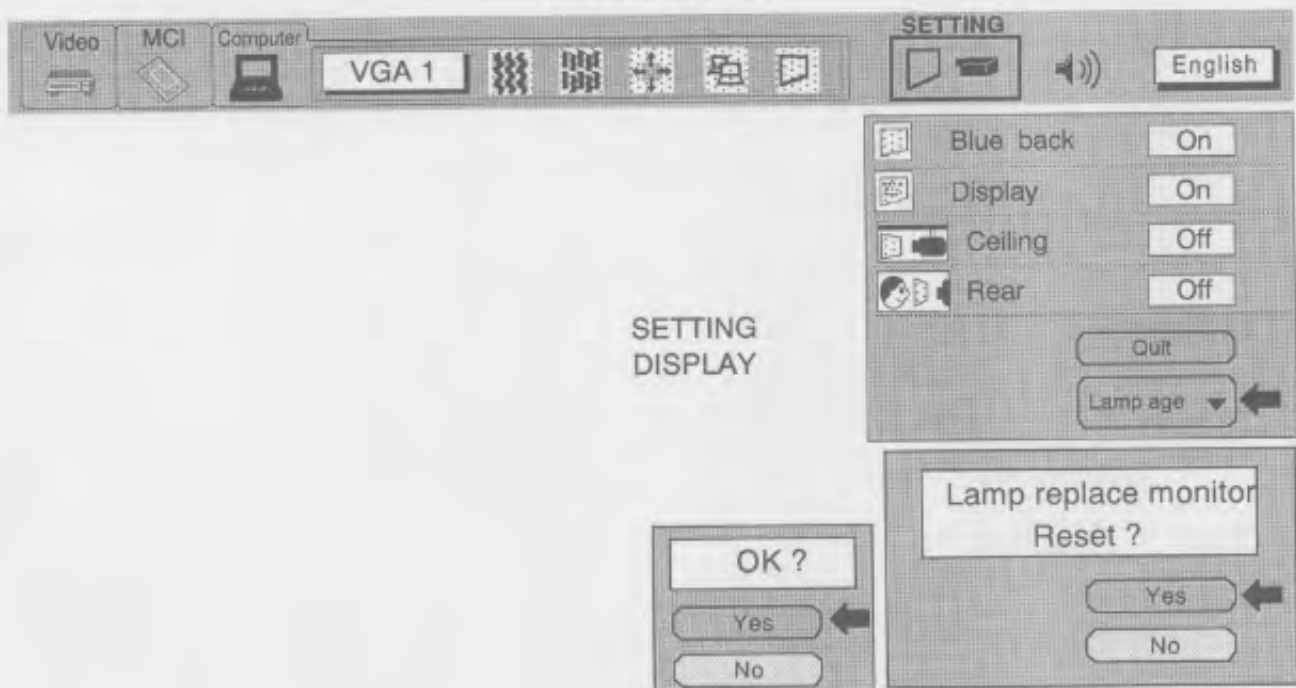 SETTING
Video MCI Computer
VGA 1
English
Blue back On
Display On
Ceiling Off
Rear Off
Quit
Lamp age
SETTING
DISPLAY
Lamp replace monitor
Reset ?
Yes
No
OK ?
Yes
No